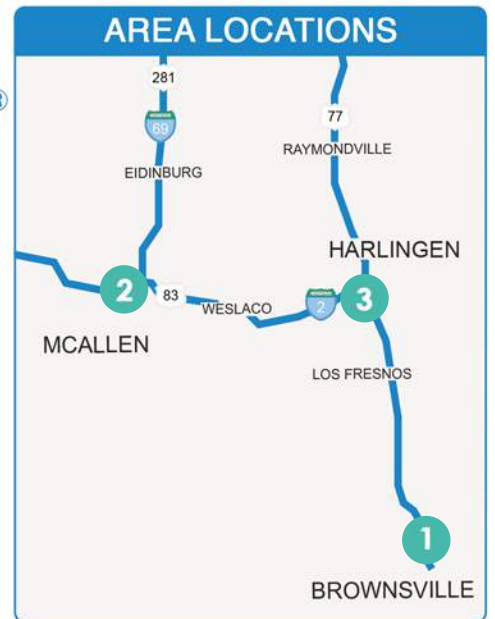 AREA LOCATIONS
281
69
77
EIDINBURG
RAYMONDVILLE
HARLINGEN
2
83
WESLACO
2
3
MCALLEN
LOS FRESNOS
1
BROWNSVILLE